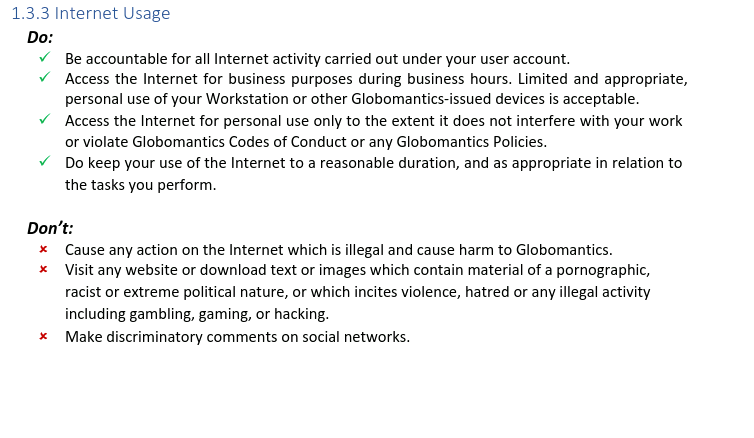 1.3.3 Internet Usage
Do:
✓ Be accountable for all Internet activity carried out under your user account.
✓ Access the Internet for business purposes during business hours. Limited and appropriate,
personal use of your Workstation or other Globomantics-issued devices is acceptable.
✓ Access the Internet for personal use only to the extent it does not interfere with your work
or violate Globomantics Codes of Conduct or any Globomantics Policies.
✓ Do keep your use of the Internet to a reasonable duration, and as appropriate in relation to
the tasks you perform.
Don’t:
✘ Cause any action on the Internet which is illegal and cause harm to Globomantics.
✘ Visit any website or download text or images which contain material of a pornographic,
racist or extreme political nature, or which incites violence, hatred or any illegal activity
including gambling, gaming, or hacking.
✘ Make discriminatory comments on social networks.